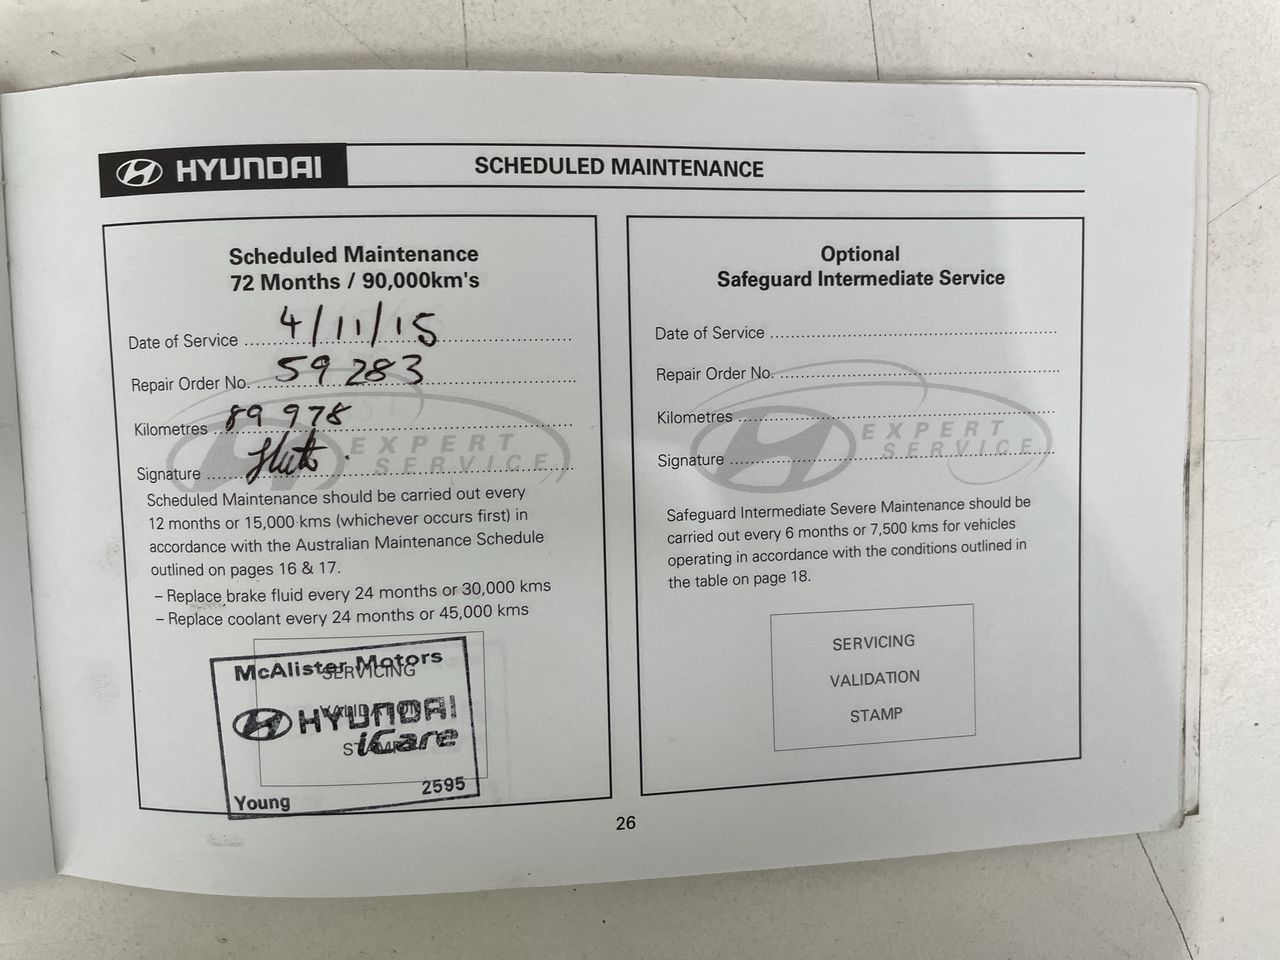 HYUNDAI
SCHEDULED MAINTENANCE
Scheduled Maintenance
72 Months / 90,000km's
Date of Service 4/11/15
Repair Order No. 59283
Kilometres 89978
Signature
EXPERT
SERVICE
Scheduled Maintenance should be carried out every
12 months or 15,000 kms (whichever occurs first) in
accordance with the Australian Maintenance Schedule
outlined on pages 16 & 17.
– Replace brake fluid every 24 months or 30,000 kms
– Replace coolant every 24 months or 45,000 kms
SERVICING
VALIDATION
STAMP
McAlister Motors
HYUNDAI
iCare
Young 2595
Optional
Safeguard Intermediate Service
Date of Service
Repair Order No.
Kilometres
Signature
EXPERT
SERVICE
Safeguard Intermediate Severe Maintenance should be
carried out every 6 months or 7,500 kms for vehicles
operating in accordance with the conditions outlined in
the table on page 18.
SERVICING
VALIDATION
STAMP
26